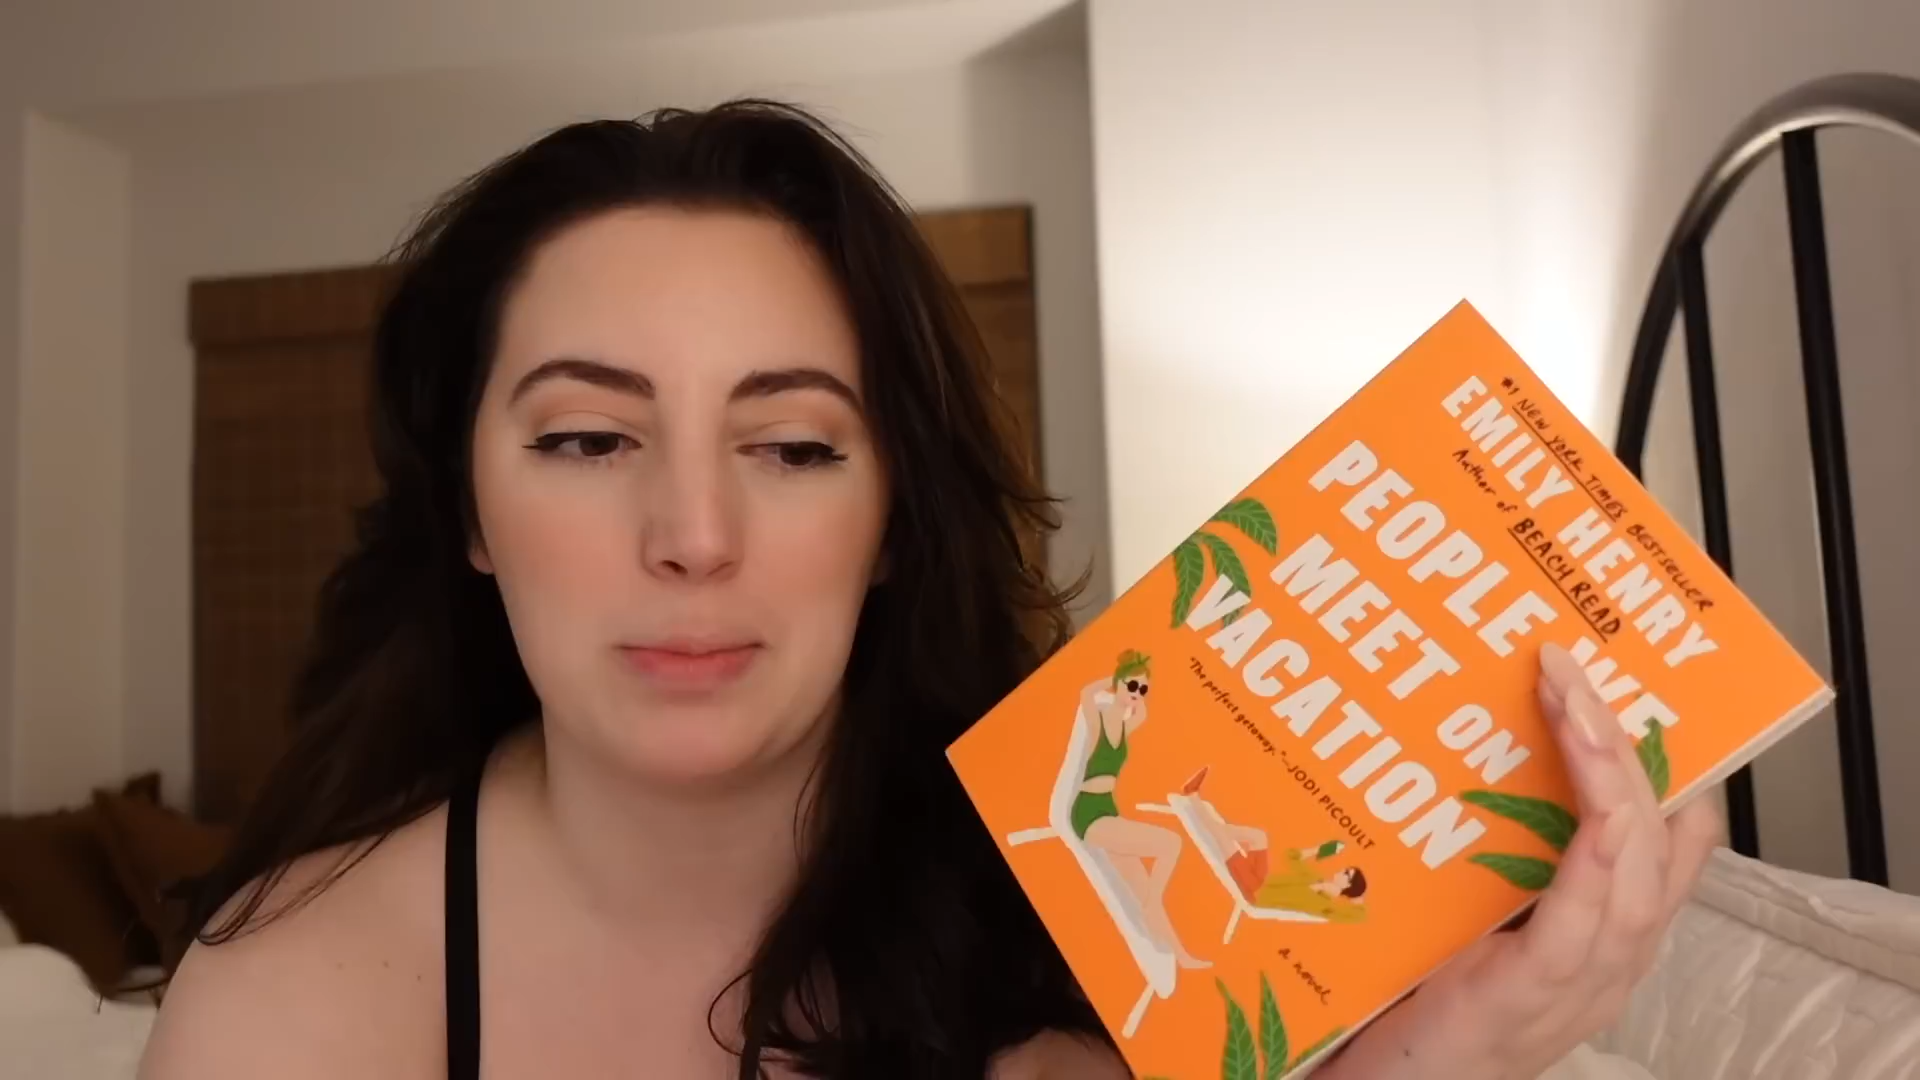 #1 NEW YORK TIMES BESTSELLER
EMILY HENRY
Author of BEACH READ
PEOPLE WE
MEET ON
VACATION
"The perfect getaway."—JODI PICOULT
a novel